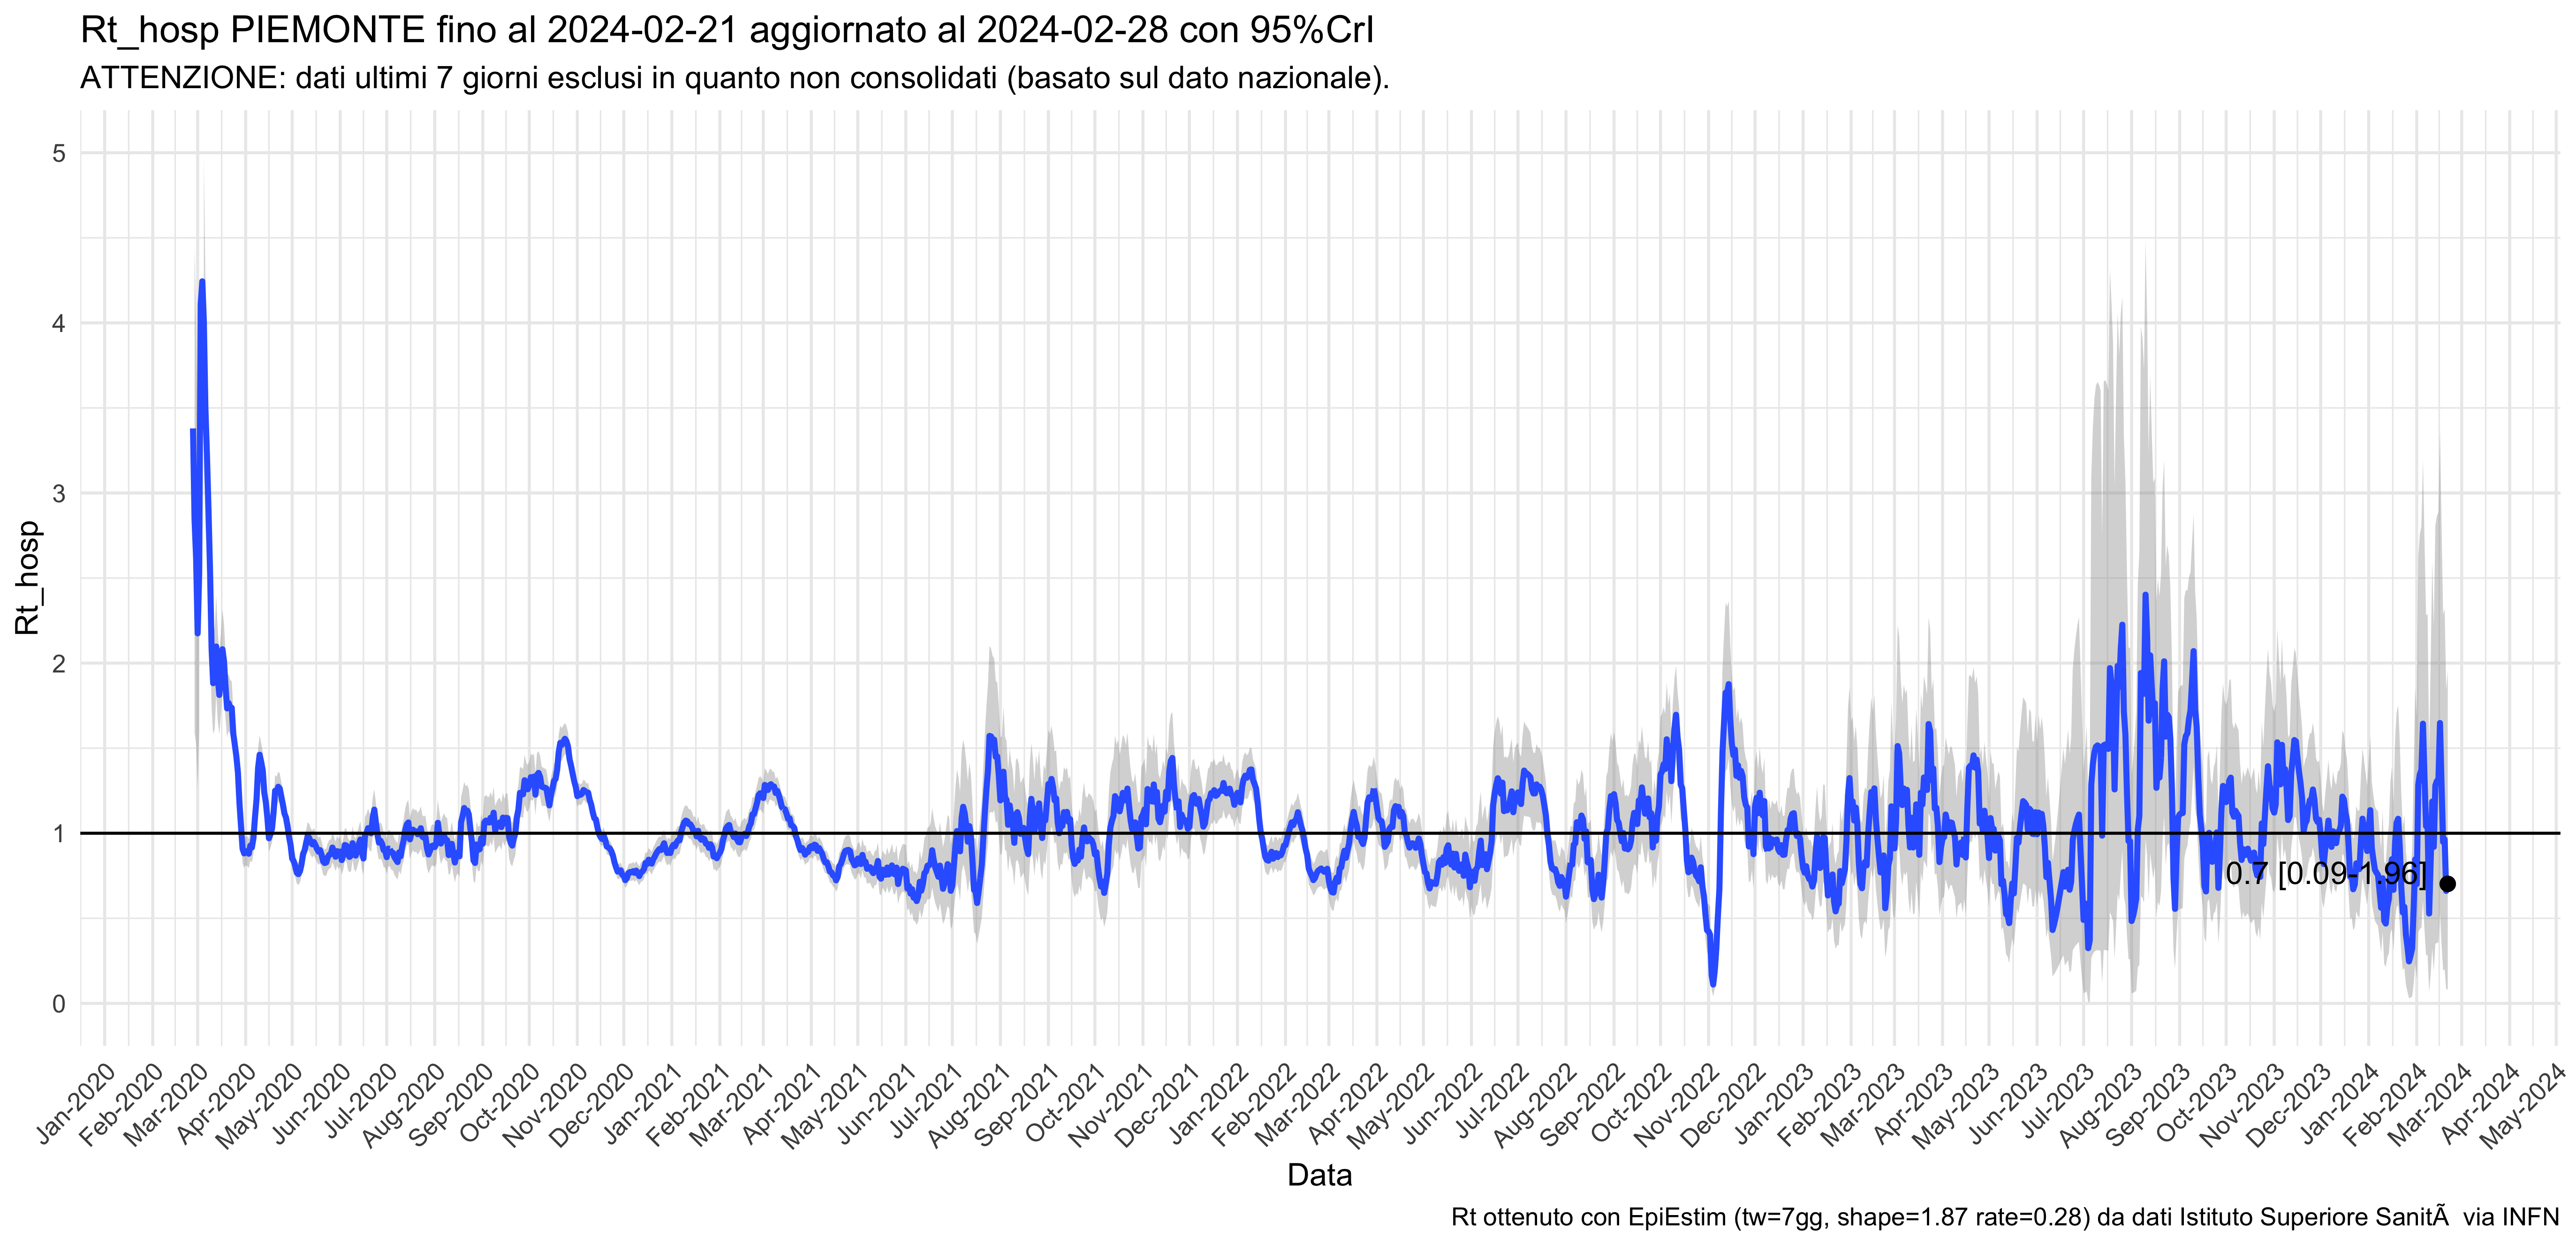 Rt_hosp PIEMONTE fino al 2024-02-21 aggiornato al 2024-02-28 con 95%CrI
ATTENZIONE: dati ultimi 7 giorni esclusi in quanto non consolidati (basato sul dato nazionale).
5
4
3
2
1
0
Rt_hosp
0.7 [0.09-1.96]
Jan-2020
Feb-2020
Mar-2020
Apr-2020
May-2020
Jun-2020
Jul-2020
Aug-2020
Sep-2020
Oct-2020
Nov-2020
Dec-2020
Jan-2021
Feb-2021
Mar-2021
Apr-2021
May-2021
Jun-2021
Jul-2021
Aug-2021
Sep-2021
Oct-2021
Nov-2021
Dec-2021
Jan-2022
Feb-2022
Mar-2022
Apr-2022
May-2022
Jun-2022
Jul-2022
Aug-2022
Sep-2022
Oct-2022
Nov-2022
Dec-2022
Jan-2023
Feb-2023
Mar-2023
Apr-2023
May-2023
Jun-2023
Jul-2023
Aug-2023
Sep-2023
Oct-2023
Nov-2023
Dec-2023
Jan-2024
Feb-2024
Mar-2024
Apr-2024
May-2024
Data
Rt ottenuto con EpiEstim (tw=7gg, shape=1.87 rate=0.28) da dati Istituto Superiore SanitÃ  via INFN